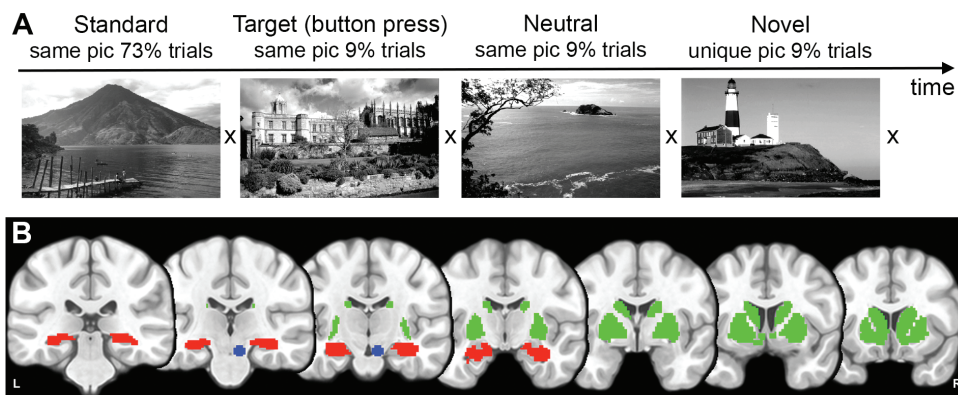 A
Standard
same pic 73% trials
Target (button press)
same pic 9% trials
Neutral
same pic 9% trials
Novel
unique pic 9% trials
time
x
x
x
x
B
L
R